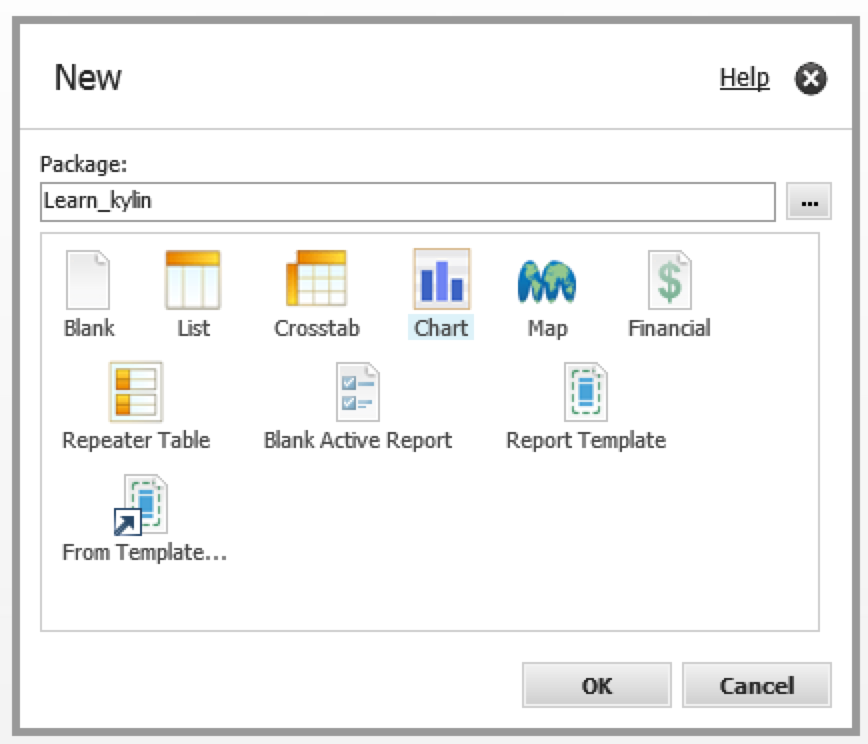 New Help
Package:
Learn_kylin ...
Blank List Crosstab Chart Map Financial
Repeater Table Blank Active Report Report Template
From Template...
OK Cancel